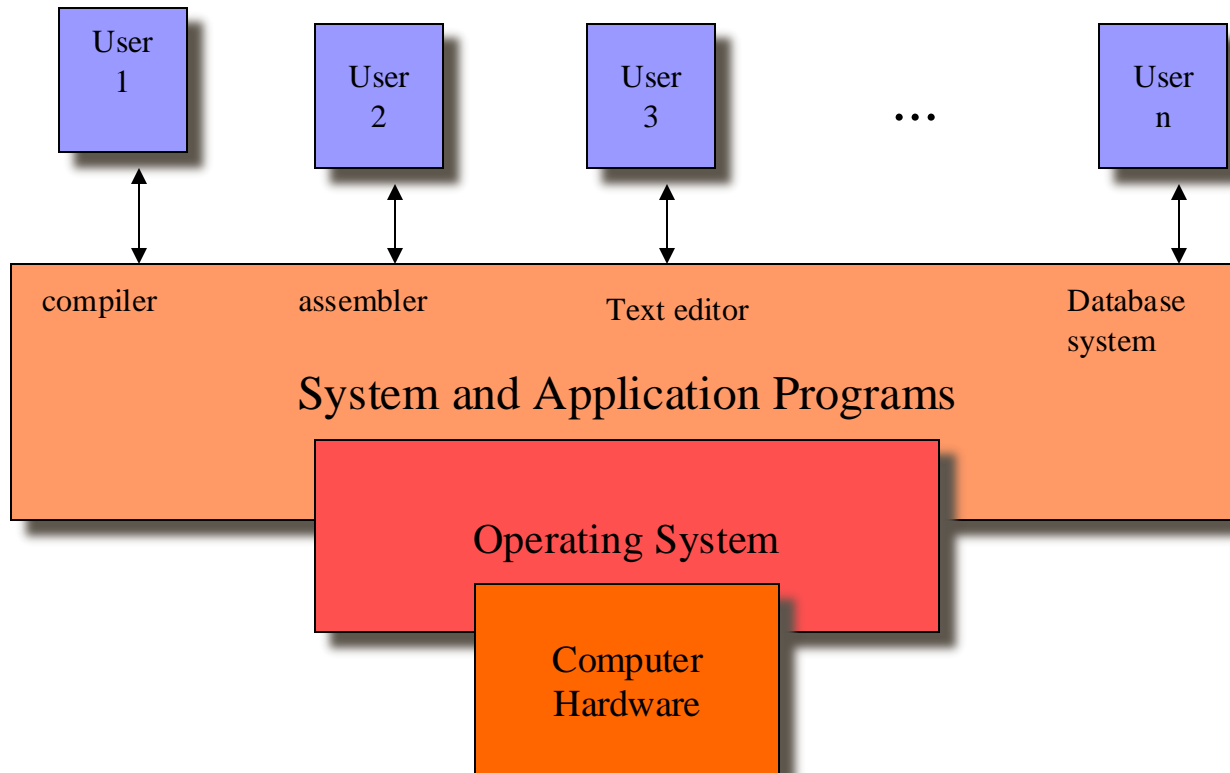 User
1
User
2
User
3
...
User
n
compiler
assembler
Text editor
Database
system
System and Application Programs
Operating System
Computer
Hardware